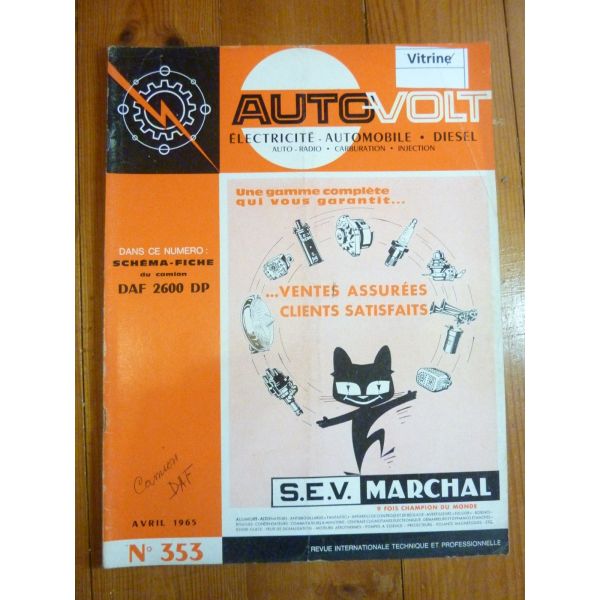 Vitrine
AUTO-VOLT
ÉLECTRICITÉ - AUTOMOBILE • DIESEL
AUTO-RADIO • CARBURATION • INJECTION
Une gamme complète
qui vous garantit...
DANS CE NUMERO :
SCHÉMA-FICHE
du camion
DAF 2600 DP
...VENTES ASSURÉES
CLIENTS SATISFAITS
Camion
DAF
S.E.V. MARCHAL
9 FOIS CHAMPION DU MONDE
AVRIL 1965
N° 353
REVUE INTERNATIONALE TECHNIQUE ET PROFESSIONNELLE